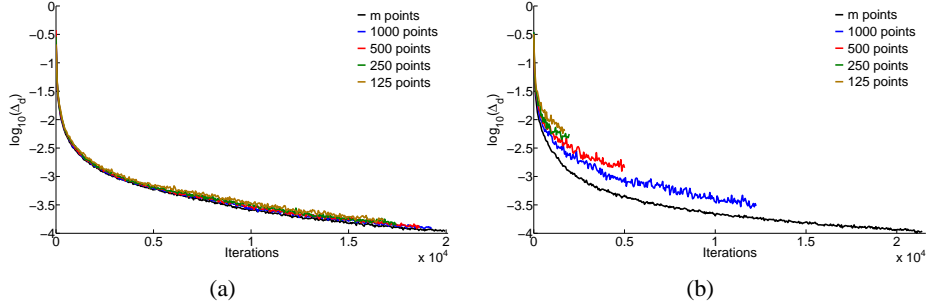 0
−0.5
−1
−1.5
−2
−2.5
−3
−3.5
−4
log10(Δd)
0
0.5
1
1.5
2
Iterations
x 10^4
m points
1000 points
500 points
250 points
125 points
(a)
0
−0.5
−1
−1.5
−2
−2.5
−3
−3.5
−4
log10(Δd)
0
0.5
1
1.5
2
Iterations
x 10^4
m points
1000 points
500 points
250 points
125 points
(b)